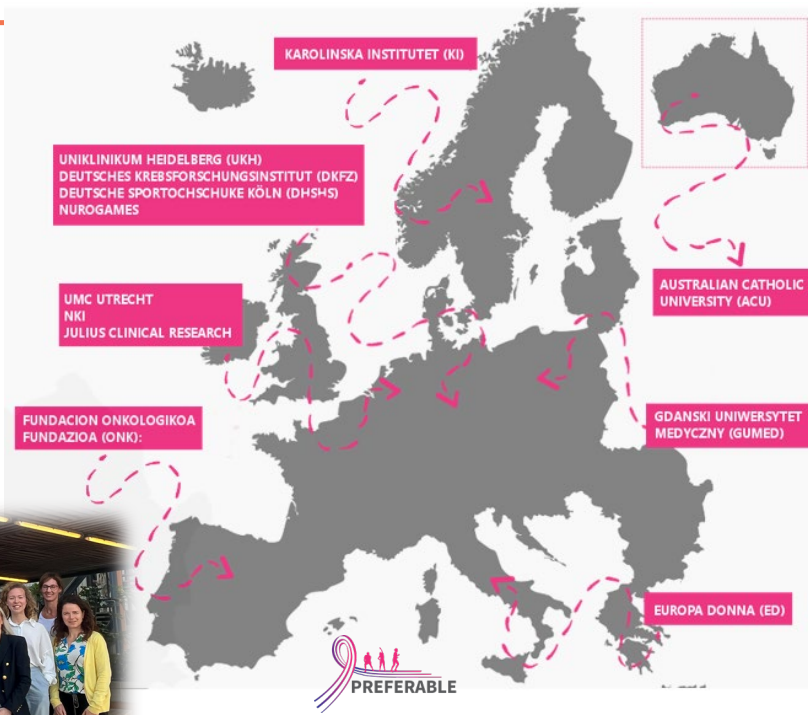 KAROLINSKA INSTITUTET (KI)
UNIKLINIKUM HEIDELBERG (UKH)
DEUTSCHES KREBSFORSCHUNGSINSTITUT (DKFZ)
DEUTSCHE SPORTOCHSCHUKE KÖLN (DHSHS)
NUROGAMES
UMC UTRECHT
NKI
JULIUS CLINICAL RESEARCH
AUSTRALIAN CATHOLIC
UNIVERSITY (ACU)
FUNDACION ONKOLOGIKOA
FUNDAZIOA (ONK):
GDANSKI UNIWERSYTET
MEDYCZNY (GUMED)
EUROPA DONNA (ED)
PREFERABLE